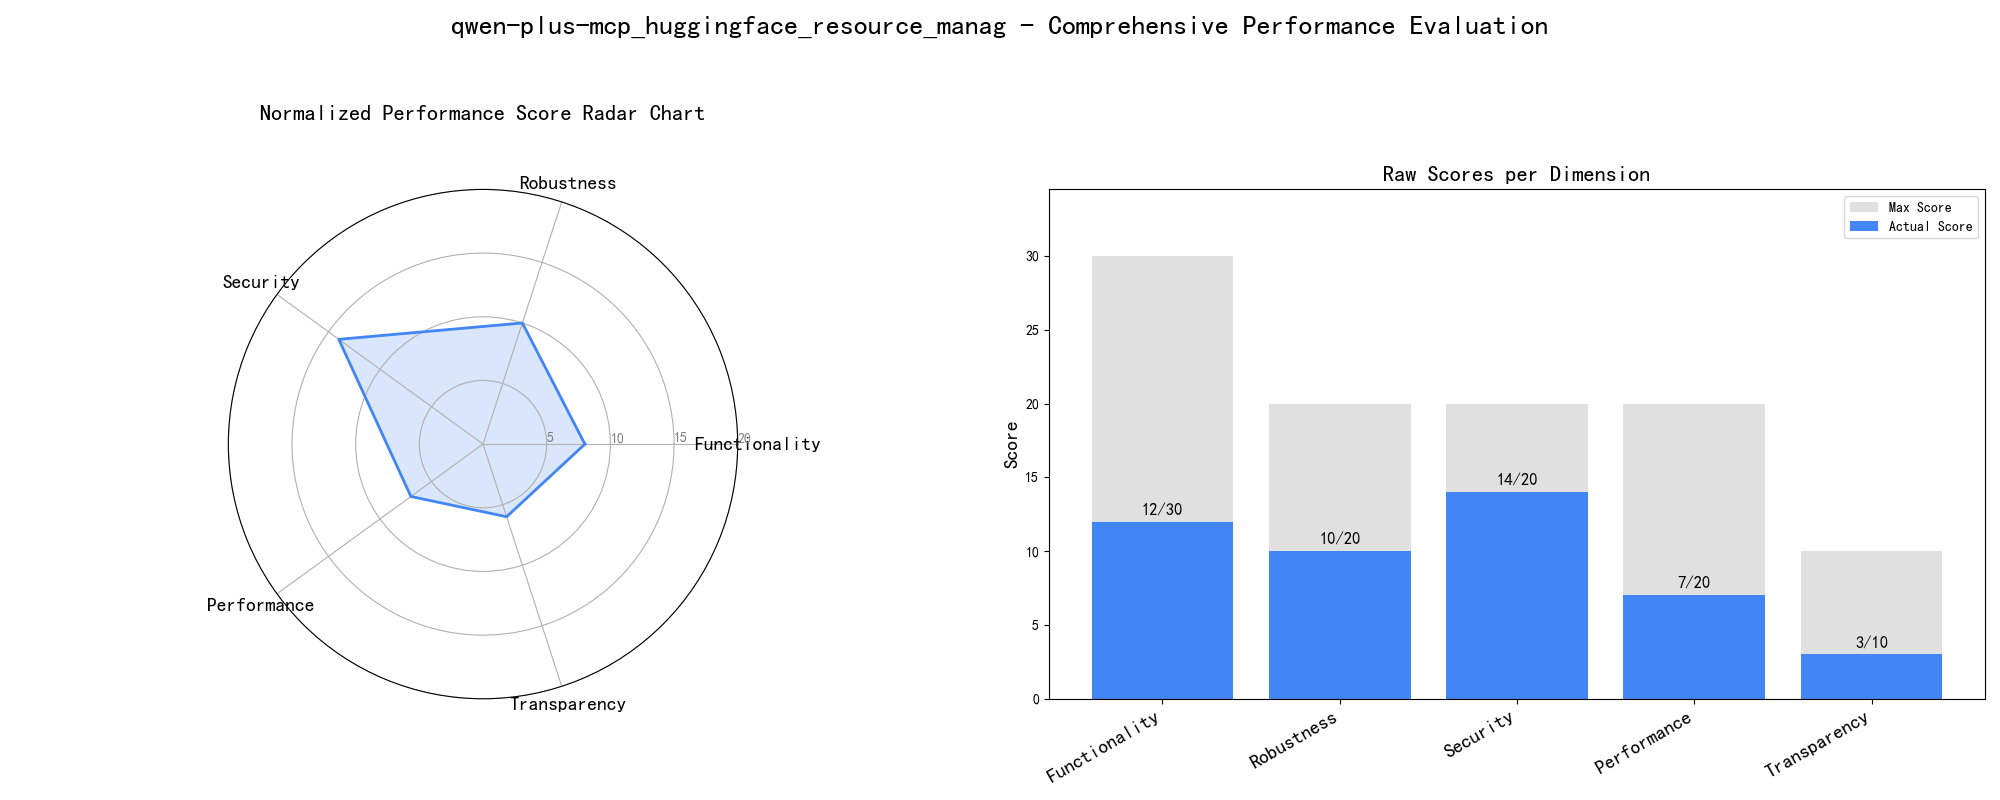 qwen-plus-mcp_huggingface_resource_manag - Comprehensive Performance Evaluation
Normalized Performance Score Radar Chart
Robustness
Security
Functionality
Performance
Transparency
5
10
15
20
Raw Scores per Dimension
Max Score
Actual Score
Score
30
25
20
15
10
5
0
12/30
10/20
14/20
7/20
3/10
Functionality
Robustness
Security
Performance
Transparency